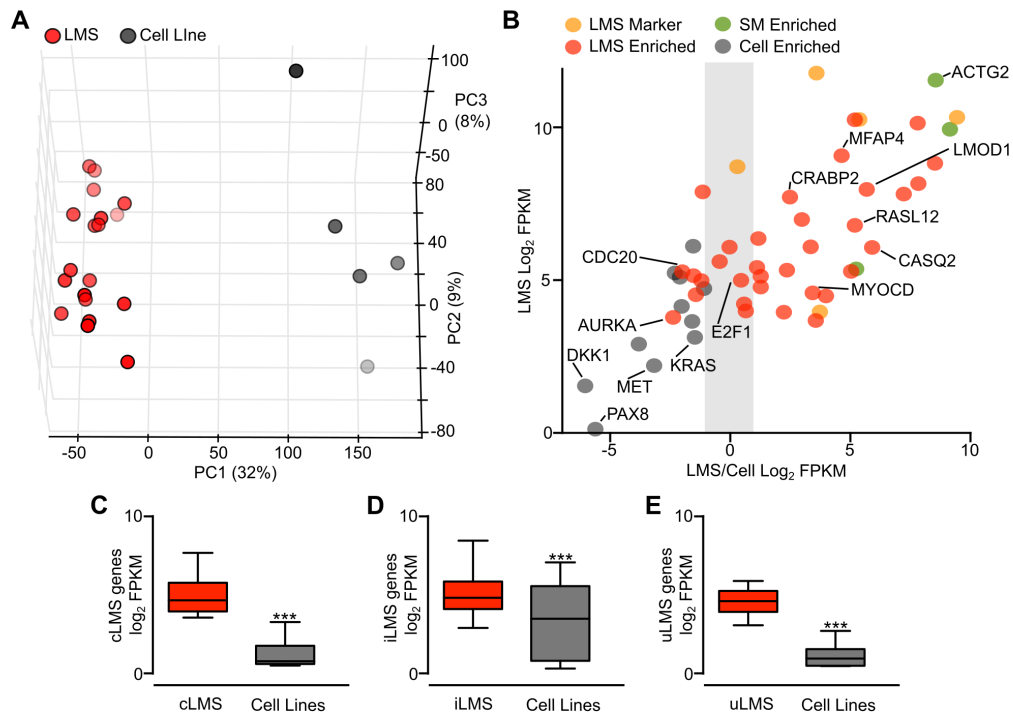 A
LMS
Cell LIne
100
PC3
(8%)
0
-50
80
40
0
PC2 (9%)
-40
-80
-50
0
50
100
150
PC1 (32%)
B
LMS Marker
SM Enriched
LMS Enriched
Cell Enriched
ACTG2
10
MFAP4
LMOD1
CRABP2
LMS Log2 FPKM
RASL12
CDC20
CASQ2
5
MYOCD
AURKA
E2F1
DKK1
KRAS
MET
PAX8
0
-5
0
5
10
LMS/Cell Log2 FPKM
C
10
cLMS genes
log2 FPKM
***
0
cLMS
Cell Lines
D
10
iLMS genes
log2 FPKM
***
0
iLMS
Cell Lines
E
10
uLMS genes
log2 FPKM
***
0
uLMS
Cell Lines